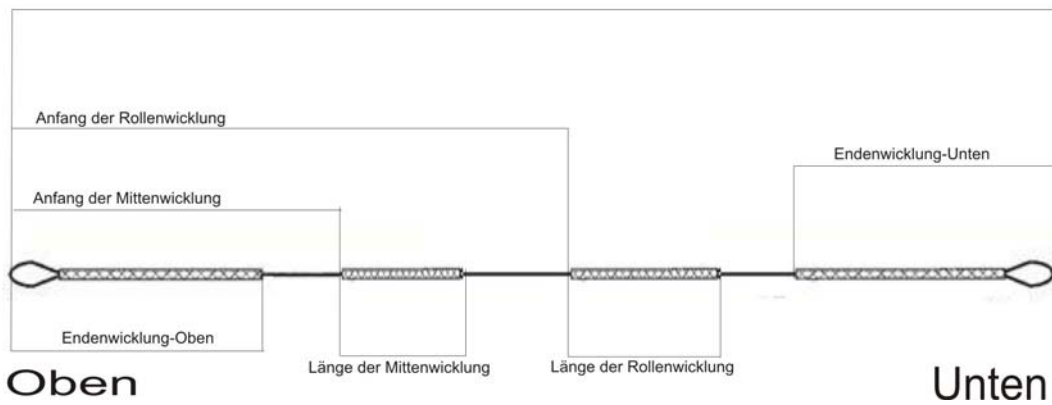 Anfang der Rollenwicklung
Endenwicklung-Unten
Anfang der Mittenwicklung
Endenwicklung-Oben
Länge der Mittenwicklung
Länge der Rollenwicklung
Oben
Unten